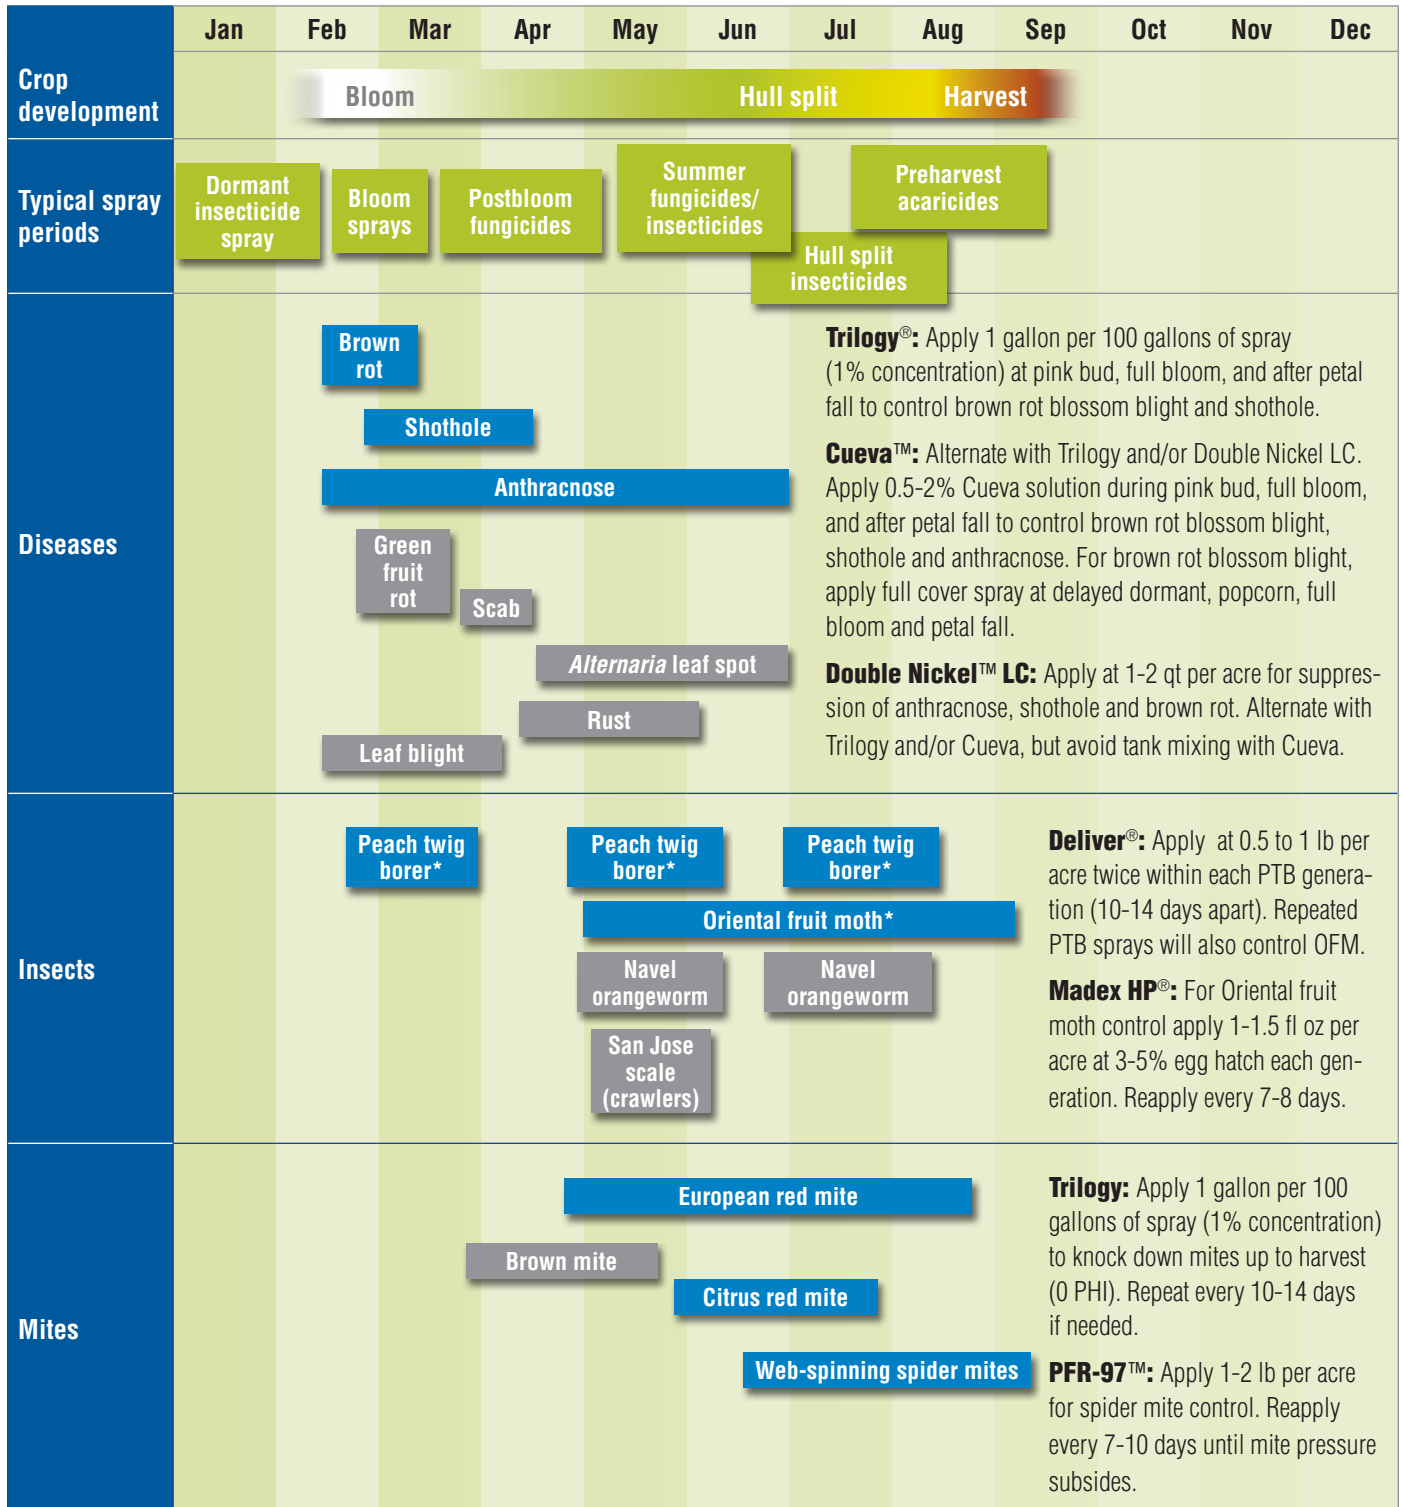 Jan Feb Mar Apr May Jun Jul Aug Sep Oct Nov Dec
Crop
development
Bloom
Hull split
Harvest
Typical spray
periods
Dormant
insecticide
spray
Bloom
sprays
Postbloom
fungicides
Summer
fungicides/
insecticides
Hull split
insecticides
Preharvest
acaricides
Diseases
Brown
rot
Shothole
Anthracnose
Green
fruit
rot
Scab
Alternaria leaf spot
Rust
Leaf blight
Trilogy®: Apply 1 gallon per 100 gallons of spray
(1% concentration) at pink bud, full bloom, and after petal
fall to control brown rot blossom blight and shothole.
Cueva™: Alternate with Trilogy and/or Double Nickel LC.
Apply 0.5-2% Cueva solution during pink bud, full bloom,
and after petal fall to control brown rot blossom blight,
shothole and anthracnose. For brown rot blossom blight,
apply full cover spray at delayed dormant, popcorn, full
bloom and petal fall.
Double Nickel™ LC: Apply at 1-2 qt per acre for suppres-
sion of anthracnose, shothole and brown rot. Alternate with
Trilogy and/or Cueva, but avoid tank mixing with Cueva.
Insects
Peach twig
borer*
Peach twig
borer*
Peach twig
borer*
Oriental fruit moth*
Navel
orangeworm
Navel
orangeworm
San Jose
scale
(crawlers)
Deliver®: Apply at 0.5 to 1 lb per
acre twice within each PTB genera-
tion (10-14 days apart). Repeated
PTB sprays will also control OFM.
Madex HP®: For Oriental fruit
moth control apply 1-1.5 fl oz per
acre at 3-5% egg hatch each gen-
eration. Reapply every 7-8 days.
Mites
European red mite
Brown mite
Citrus red mite
Web-spinning spider mites
Trilogy: Apply 1 gallon per 100
gallons of spray (1% concentration)
to knock down mites up to harvest
(0 PHI). Repeat every 10-14 days
if needed.
PFR-97™: Apply 1-2 lb per acre
for spider mite control. Reapply
every 7-10 days until mite pressure
subsides.